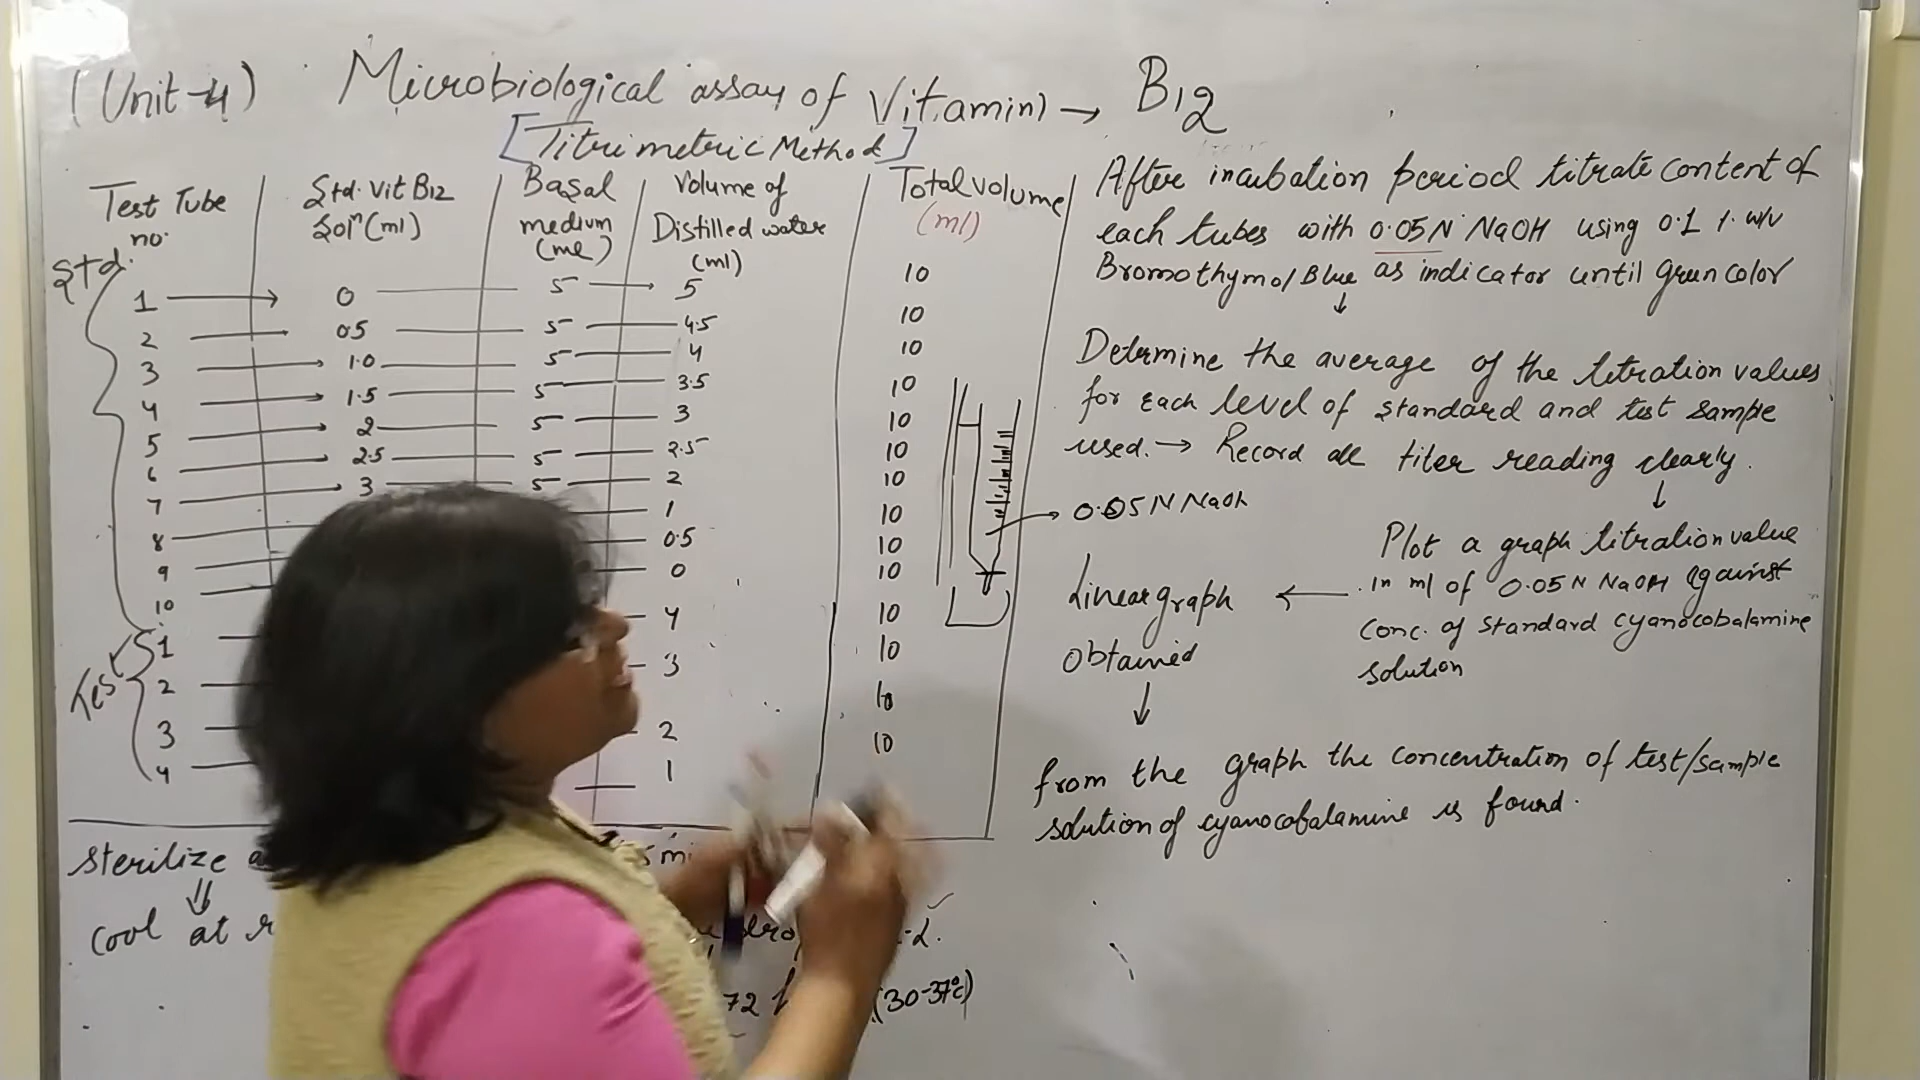 (Unit-4) Microbiological assay of Vitamin) → B12
[Titrimetric Method]
Test Tube no. | Std. Vit B12 Solⁿ (ml) | Basal medium (ml) | Volume of Distilled water (ml) | Total volume (ml)
Std.
1 → 0 — 5 → 5 10
2 — 0.5 — 5 — 4.5 10
3 → 1.0 — 5 — 4 10
4 → 1.5 — 5 — 3.5 10
5 → 2 — 5 — 3 10
6 → 2.5 — 5 — 2.5 10
7 → 3 — 5 — 2 10
8 — 1 10
9 — 0.5 10
10 — 0 10
Test
1 — 4 10
2 — 3 10
3 — 2 10
4 — 1 10
sterilize
⇓
cool at
72
(30-37°c)
After incubation period titrate content of
each tubes with 0.05 N NaOH using 0.1 % w/v
Bromothymol Blue as indicator until green color
↓
Determine the average of the titration values
for each level of standard and test sample
used. → Record all titer reading clearly.
↓
→ 0.05 N NaOH
Plot a graph titration value
in ml of 0.05 N NaOH against
conc. of standard cyanocobalamine
solution
←
Linear graph
obtained
↓
from the graph the concentration of test/sample
solution of cyanocobalamine is found.